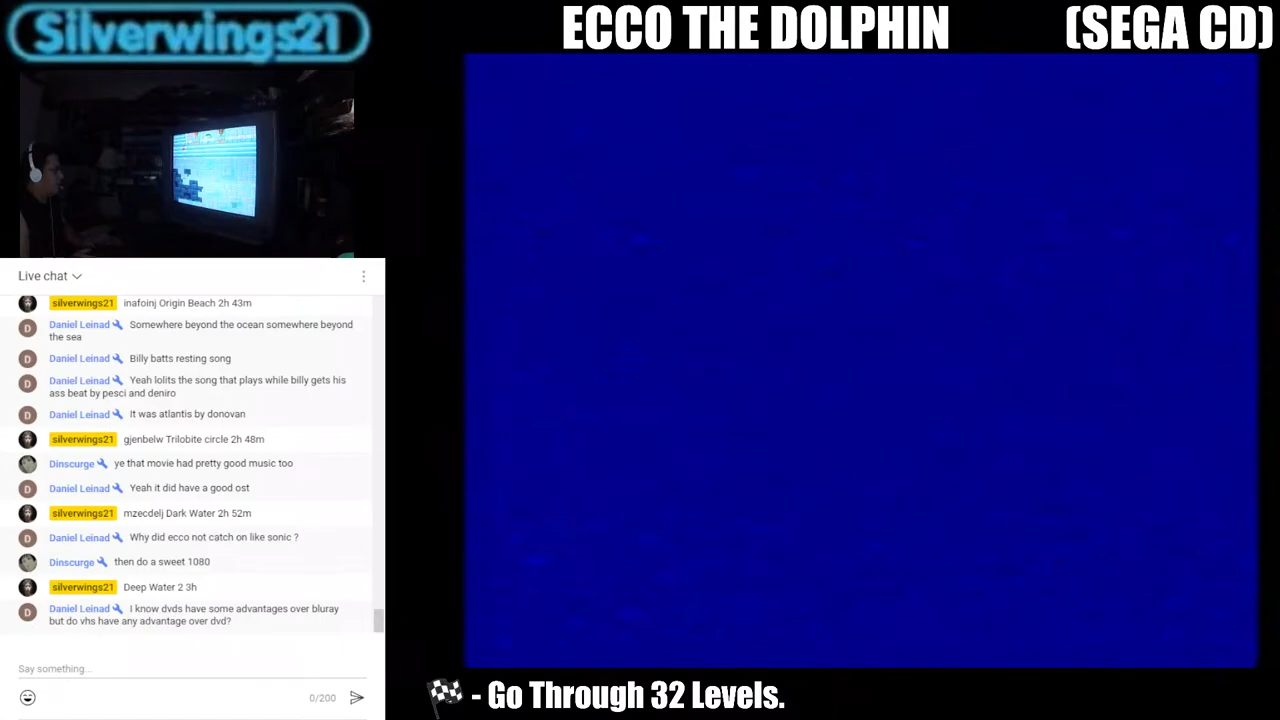 Silverwings21
ECCO THE DOLPHIN
(SEGA CD)
Live chat
silverwings21 inafoinj Origin Beach 2h 43m
D
Daniel Leinad Somewhere beyond the ocean somewhere beyond
the sea
D
Daniel Leinad Billy batts resting song
D
Daniel Leinad Yeah lolits the song that plays while billy gets his
ass beat by pesci and deniro
D
Daniel Leinad It was atlantis by donovan
silverwings21 gjenbelw Trilobite circle 2h 48m
Dinscurge ye that movie had pretty good music too
D
Daniel Leinad Yeah it did have a good ost
silverwings21 mzecdelj Dark Water 2h 52m
D
Daniel Leinad Why did ecco not catch on like sonic ?
Dinscurge then do a sweet 1080
silverwings21 Deep Water 2 3h
D
Daniel Leinad I know dvds have some advantages over bluray
but do vhs have any advantage over dvd?
Say something...
0/200
- Go Through 32 Levels.